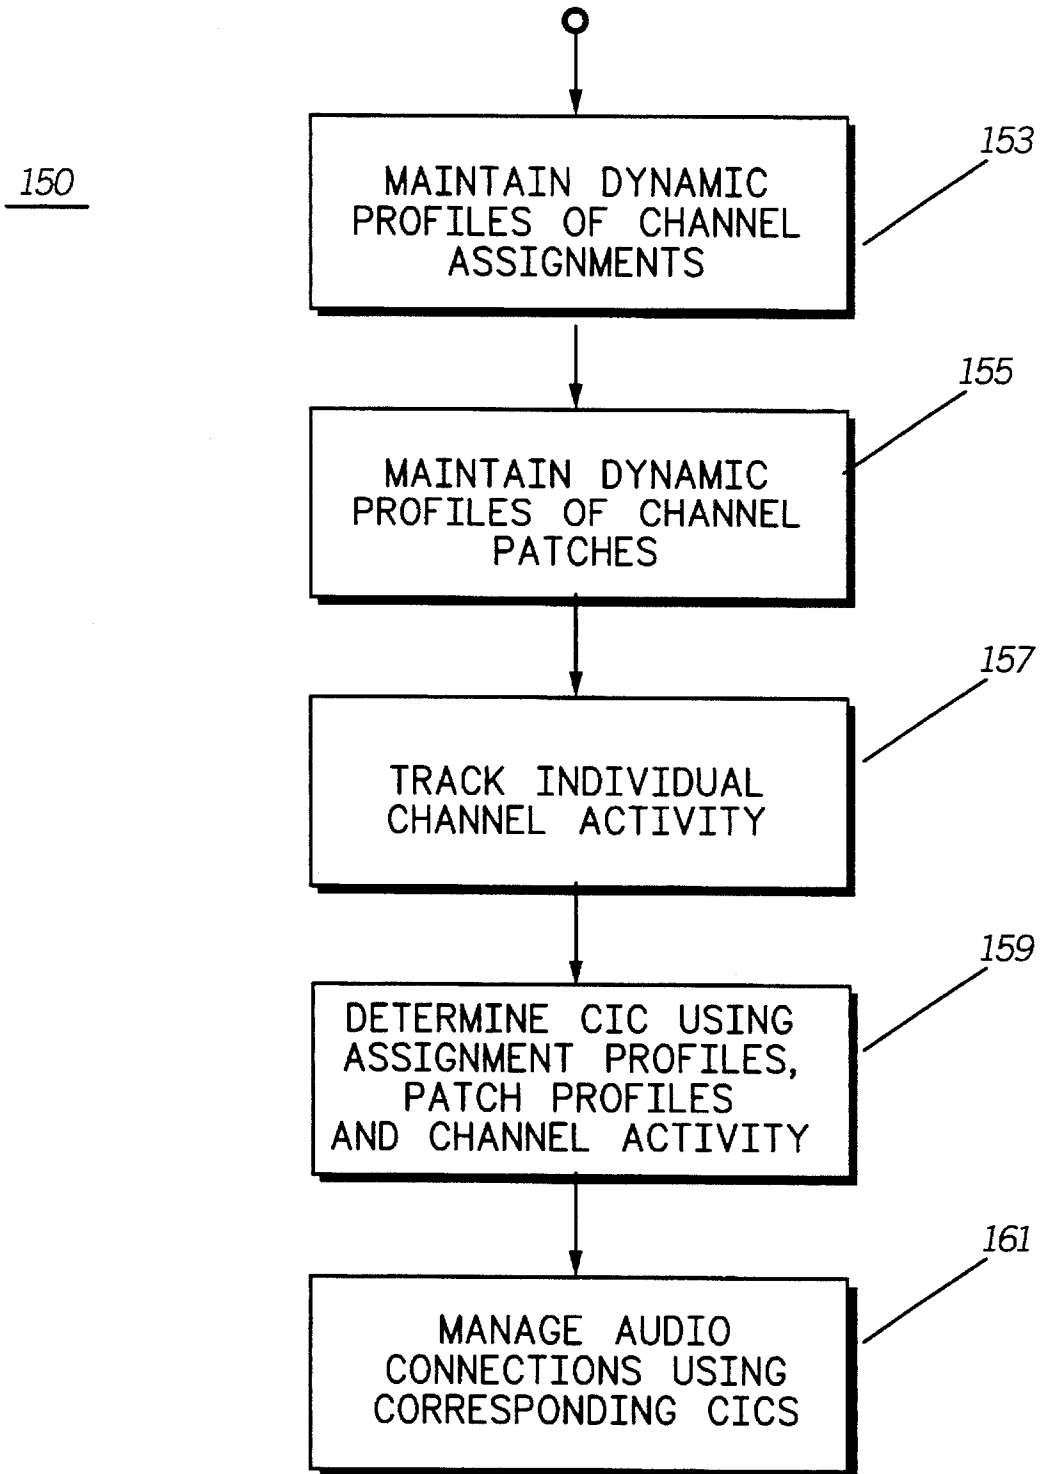 150
153
MAINTAIN DYNAMIC
PROFILES OF CHANNEL
ASSIGNMENTS
155
MAINTAIN DYNAMIC
PROFILES OF CHANNEL
PATCHES
157
TRACK INDIVIDUAL
CHANNEL ACTIVITY
159
DETERMINE CIC USING
ASSIGNMENT PROFILES,
PATCH PROFILES
AND CHANNEL ACTIVITY
161
MANAGE AUDIO
CONNECTIONS USING
CORRESPONDING CICS